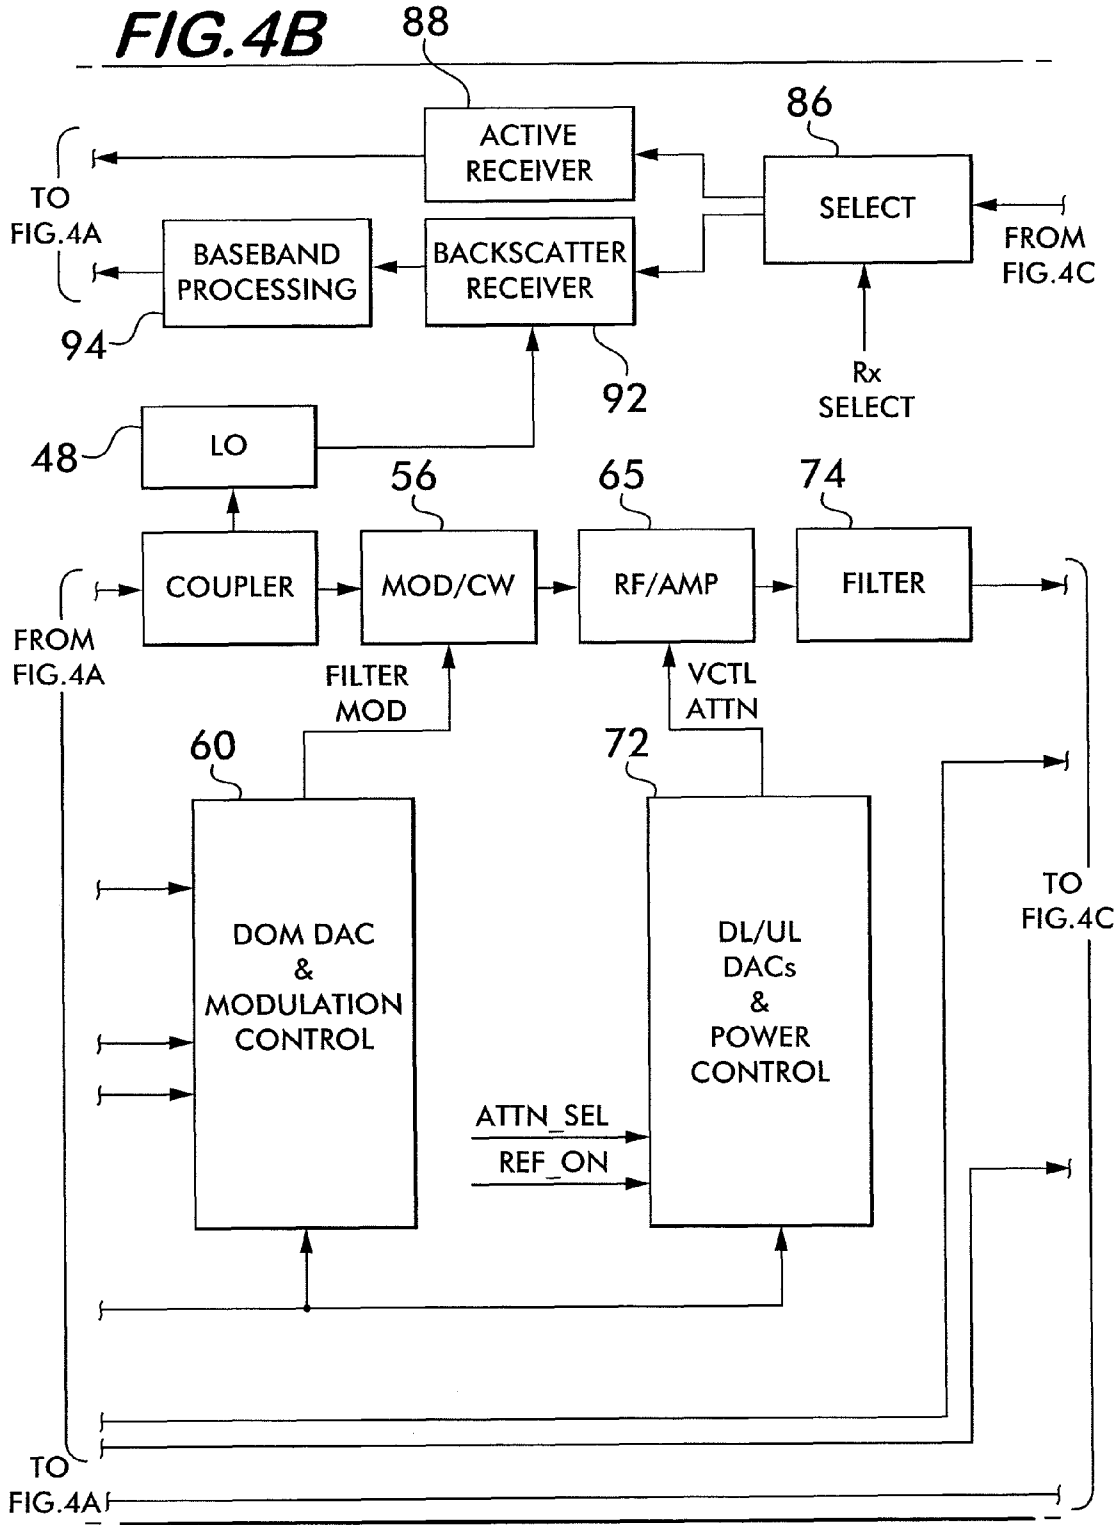 FIG.4B
88
86
ACTIVE
RECEIVER
TO
FIG.4A
SELECT
FROM
FIG.4C
BASEBAND
PROCESSING
BACKSCATTER
RECEIVER
94
92
Rx
SELECT
LO
48
56
65
74
COUPLER
MOD/CW
RF/AMP
FILTER
FROM
FIG.4A
FILTER
MOD
VCTL
ATTN
60
72
DOM DAC
&
MODULATION
CONTROL
DL/UL
DACs
&
POWER
CONTROL
TO
FIG.4C
ATTN_SEL
REF_ON
TO
FIG.4A